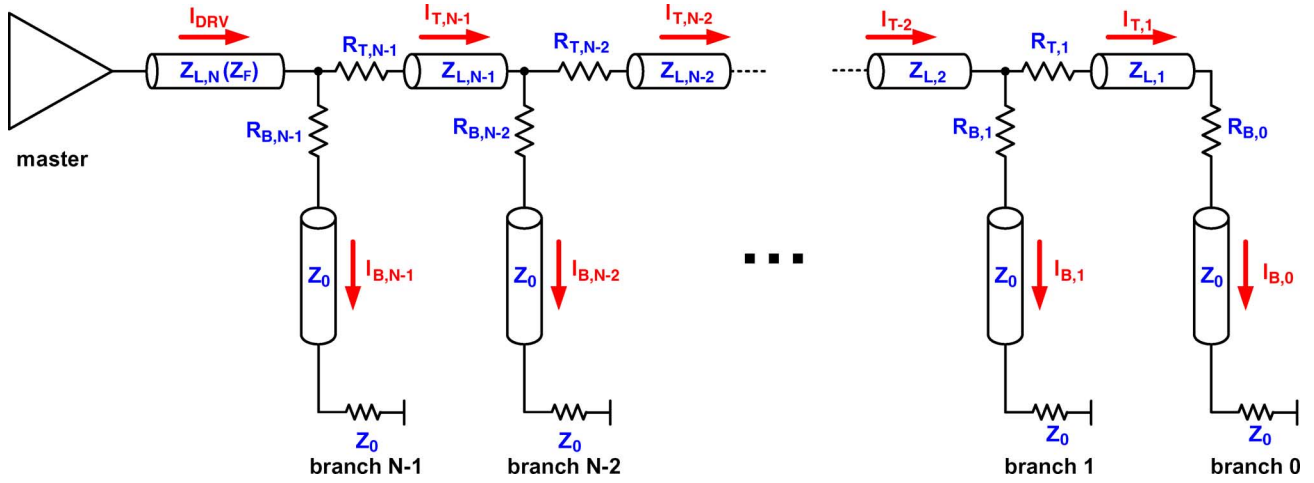 I_DRV I_T,N-1 I_T,N-2 I_T-2 I_T,1
R_T,N-1 R_T,N-2 R_T,1
Z_L,N(Z_F) Z_L,N-1 Z_L,N-2 Z_L,2 Z_L,1
R_B,N-1 R_B,N-2 R_B,1 R_B,0
master
Z_0 I_B,N-1 Z_0 I_B,N-2 Z_0 I_B,1 Z_0 I_B,0
Z_0 Z_0 Z_0 Z_0
branch N-1 branch N-2 branch 1 branch 0